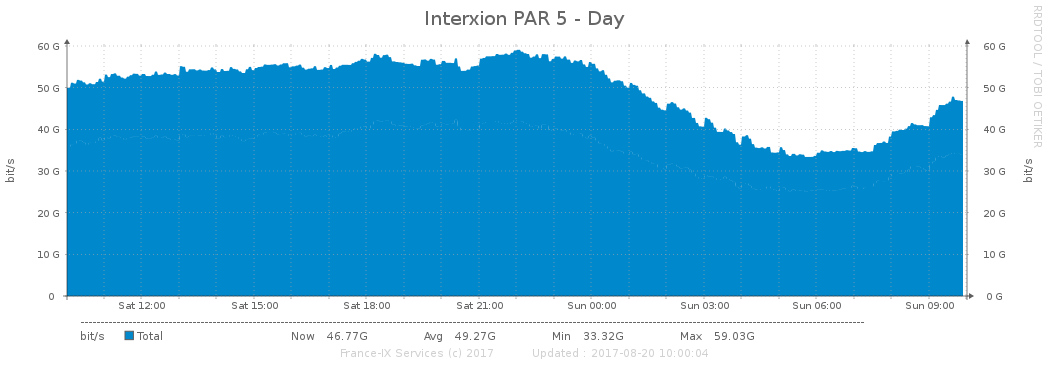 Interxion PAR 5 - Day
RRDTOOL / TOBI OETIKER
bit/s
60 G
50 G
40 G
30 G
20 G
10 G
0
60 G
50 G
40 G
30 G
20 G
10 G
0 G
bit/s
Sat 12:00 Sat 15:00 Sat 18:00 Sat 21:00 Sun 00:00 Sun 03:00 Sun 06:00 Sun 09:00
bit/s Total Now 46.77G Avg 49.27G Min 33.32G Max 59.03G
France-IX Services (c) 2017 Updated : 2017-08-20 10:00:04